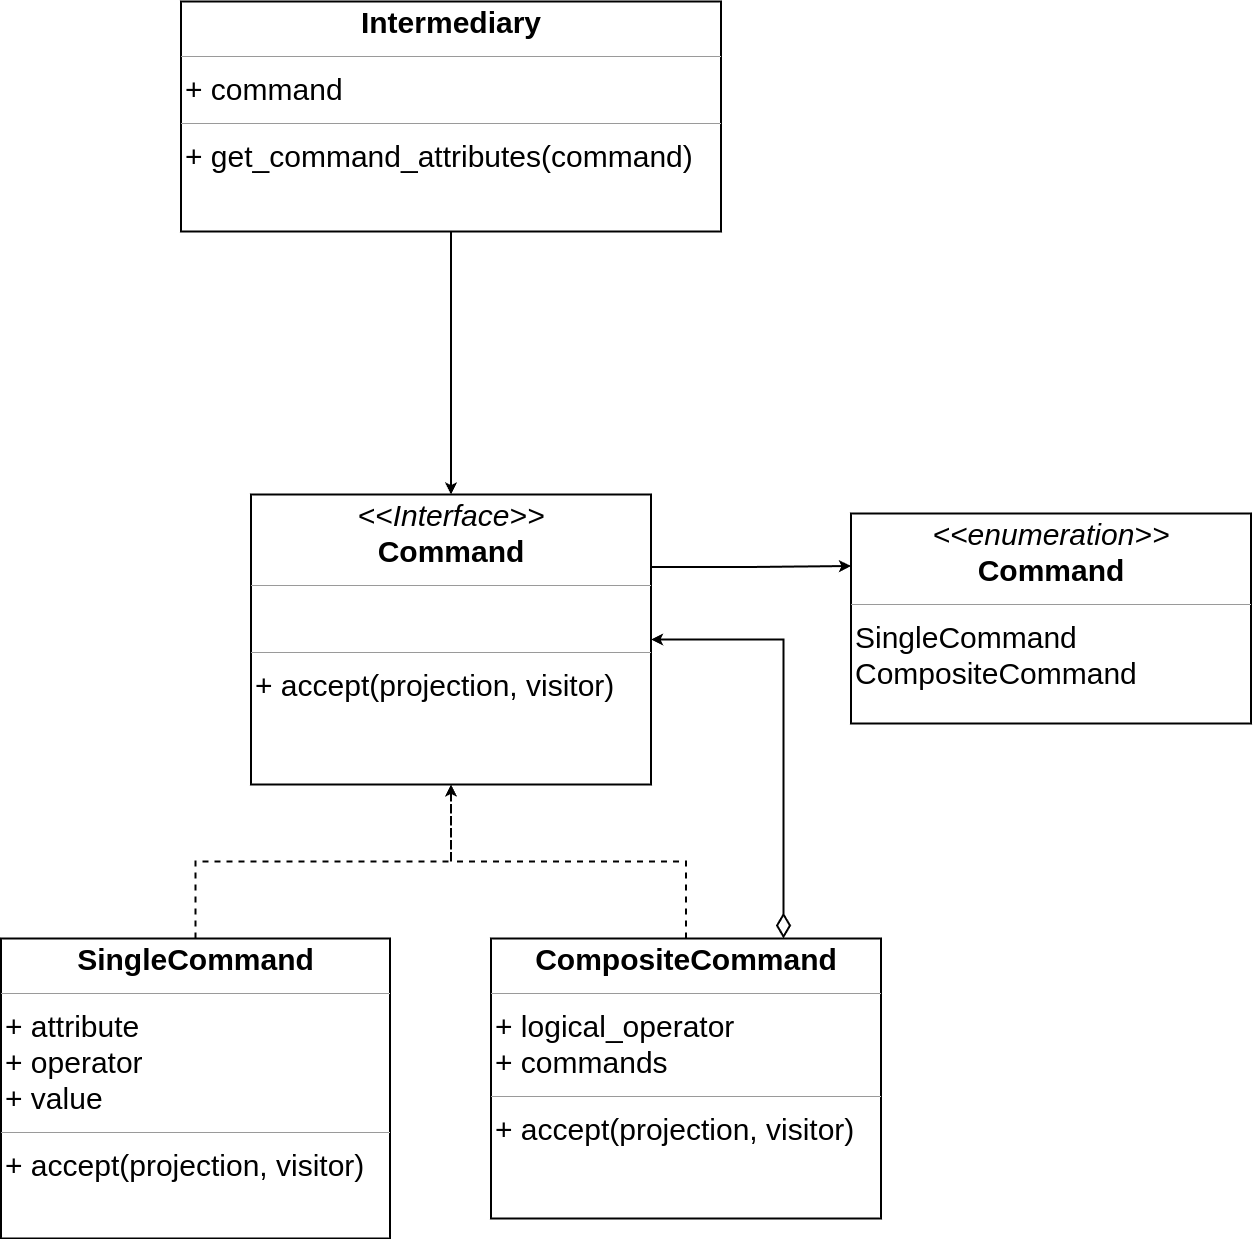 Intermediary
+ command
+ get_command_attributes(command)
<<Interface>>
Command
+ accept(projection, visitor)
<<enumeration>>
Command
SingleCommand
CompositeCommand
SingleCommand
+ attribute
+ operator
+ value
+ accept(projection, visitor)
CompositeCommand
+ logical_operator
+ commands
+ accept(projection, visitor)